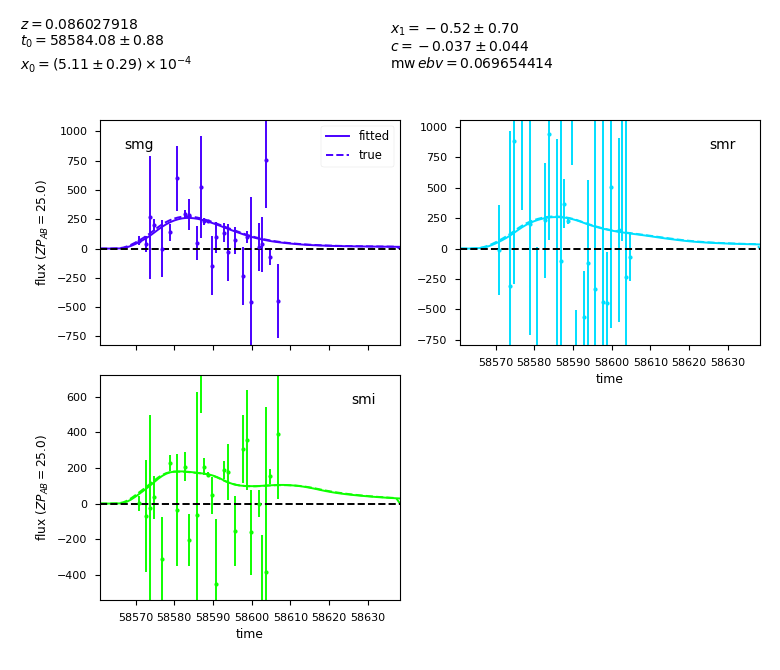 z = 0.086027918
t₀ = 58584.08 ± 0.88
x₀ = (5.11 ± 0.29) × 10⁻⁴
x₁ = −0.52 ± 0.70
c = −0.037 ± 0.044
mw ebv = 0.069654414
smg
fitted
true
1000
750
500
250
0
−250
−500
−750
flux (ZP_AB = 25.0)
smr
1000
750
500
250
0
−250
−500
−750
58570 58580 58590 58600 58610 58620 58630
time
smi
600
400
200
0
−200
−400
flux (ZP_AB = 25.0)
58570 58580 58590 58600 58610 58620 58630
time